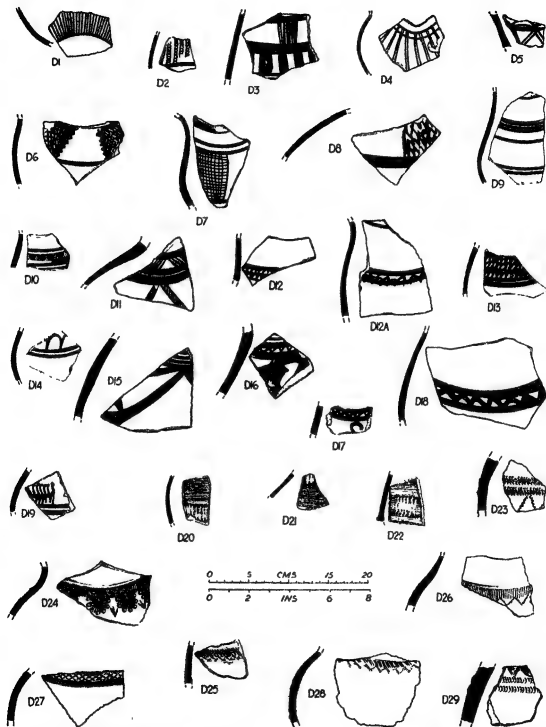 D1 D2 D3 D4 D5
D6 D7 D8 D9
D10 D11 D12 D12A D13
D14 D15 D16 D17 D18
D19 D20 D21 D22 D23
0 5 CMS 15 20
0 2 INS 6 8
D24 D26
D27 D25 D28 D29